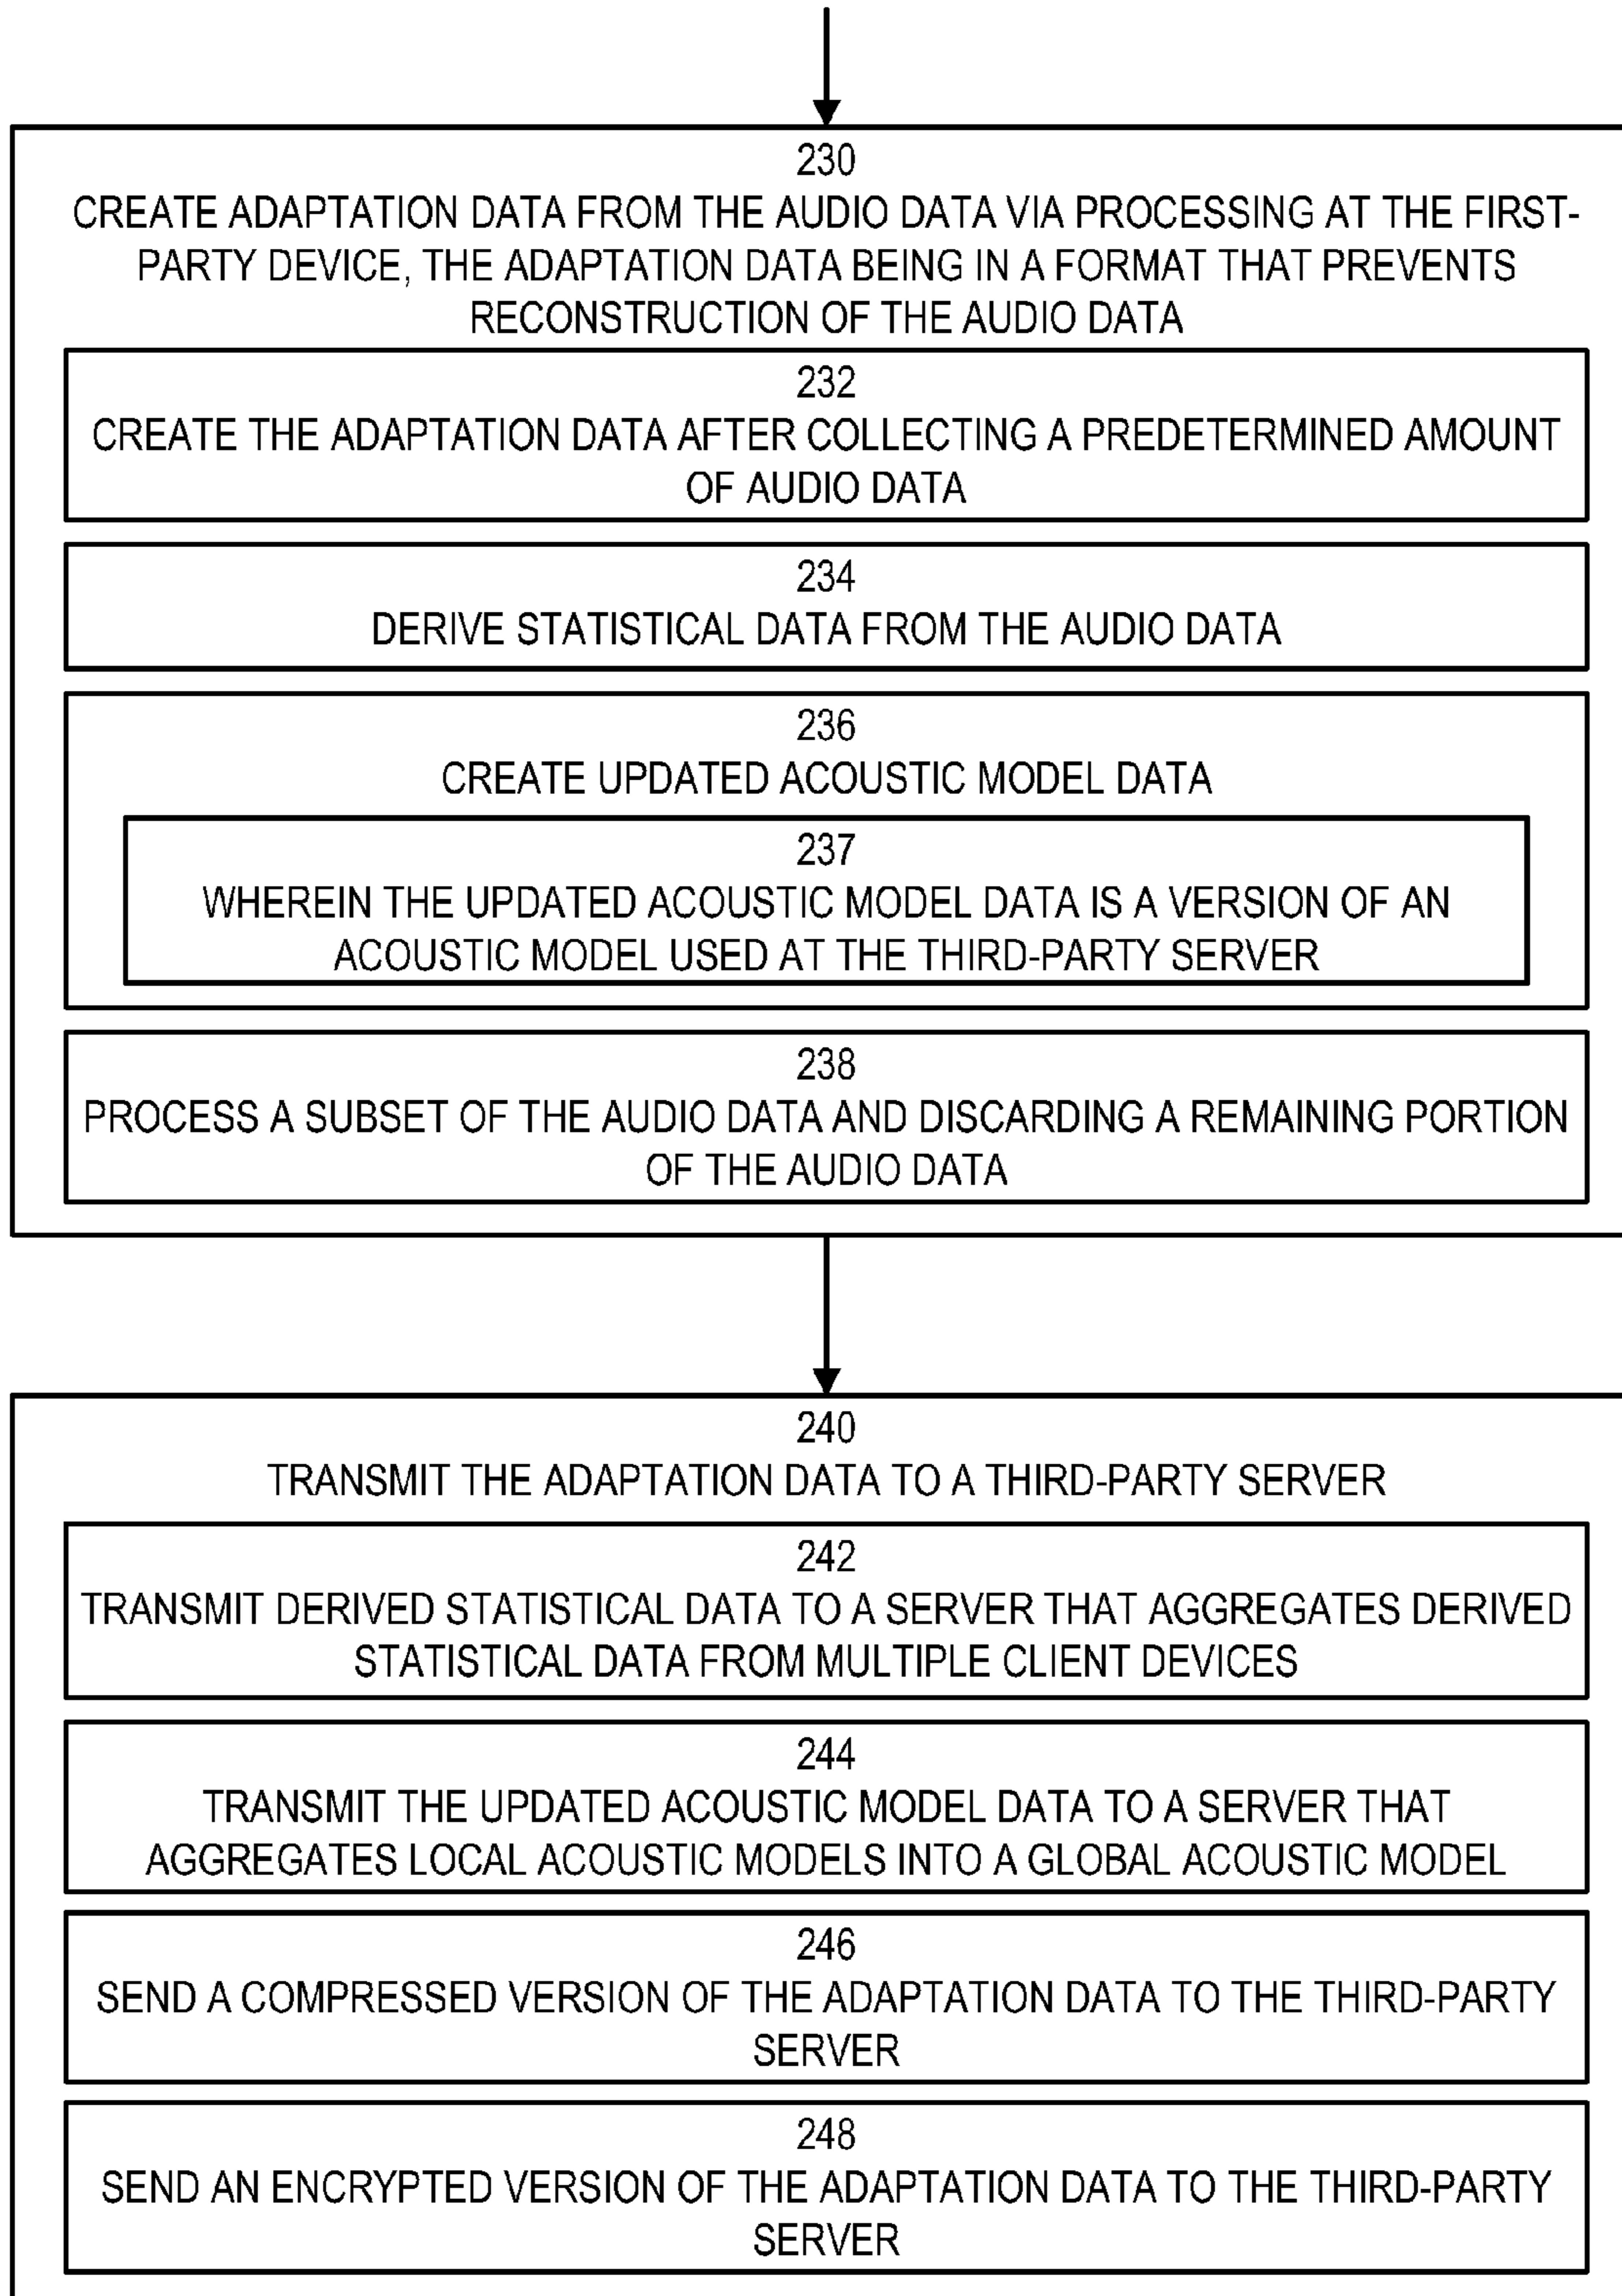 230
CREATE ADAPTATION DATA FROM THE AUDIO DATA VIA PROCESSING AT THE FIRST-
PARTY DEVICE, THE ADAPTATION DATA BEING IN A FORMAT THAT PREVENTS
RECONSTRUCTION OF THE AUDIO DATA
232
CREATE THE ADAPTATION DATA AFTER COLLECTING A PREDETERMINED AMOUNT
OF AUDIO DATA
234
DERIVE STATISTICAL DATA FROM THE AUDIO DATA
236
CREATE UPDATED ACOUSTIC MODEL DATA
237
WHEREIN THE UPDATED ACOUSTIC MODEL DATA IS A VERSION OF AN
ACOUSTIC MODEL USED AT THE THIRD-PARTY SERVER
238
PROCESS A SUBSET OF THE AUDIO DATA AND DISCARDING A REMAINING PORTION
OF THE AUDIO DATA
240
TRANSMIT THE ADAPTATION DATA TO A THIRD-PARTY SERVER
242
TRANSMIT DERIVED STATISTICAL DATA TO A SERVER THAT AGGREGATES DERIVED
STATISTICAL DATA FROM MULTIPLE CLIENT DEVICES
244
TRANSMIT THE UPDATED ACOUSTIC MODEL DATA TO A SERVER THAT
AGGREGATES LOCAL ACOUSTIC MODELS INTO A GLOBAL ACOUSTIC MODEL
246
SEND A COMPRESSED VERSION OF THE ADAPTATION DATA TO THE THIRD-PARTY
SERVER
248
SEND AN ENCRYPTED VERSION OF THE ADAPTATION DATA TO THE THIRD-PARTY
SERVER